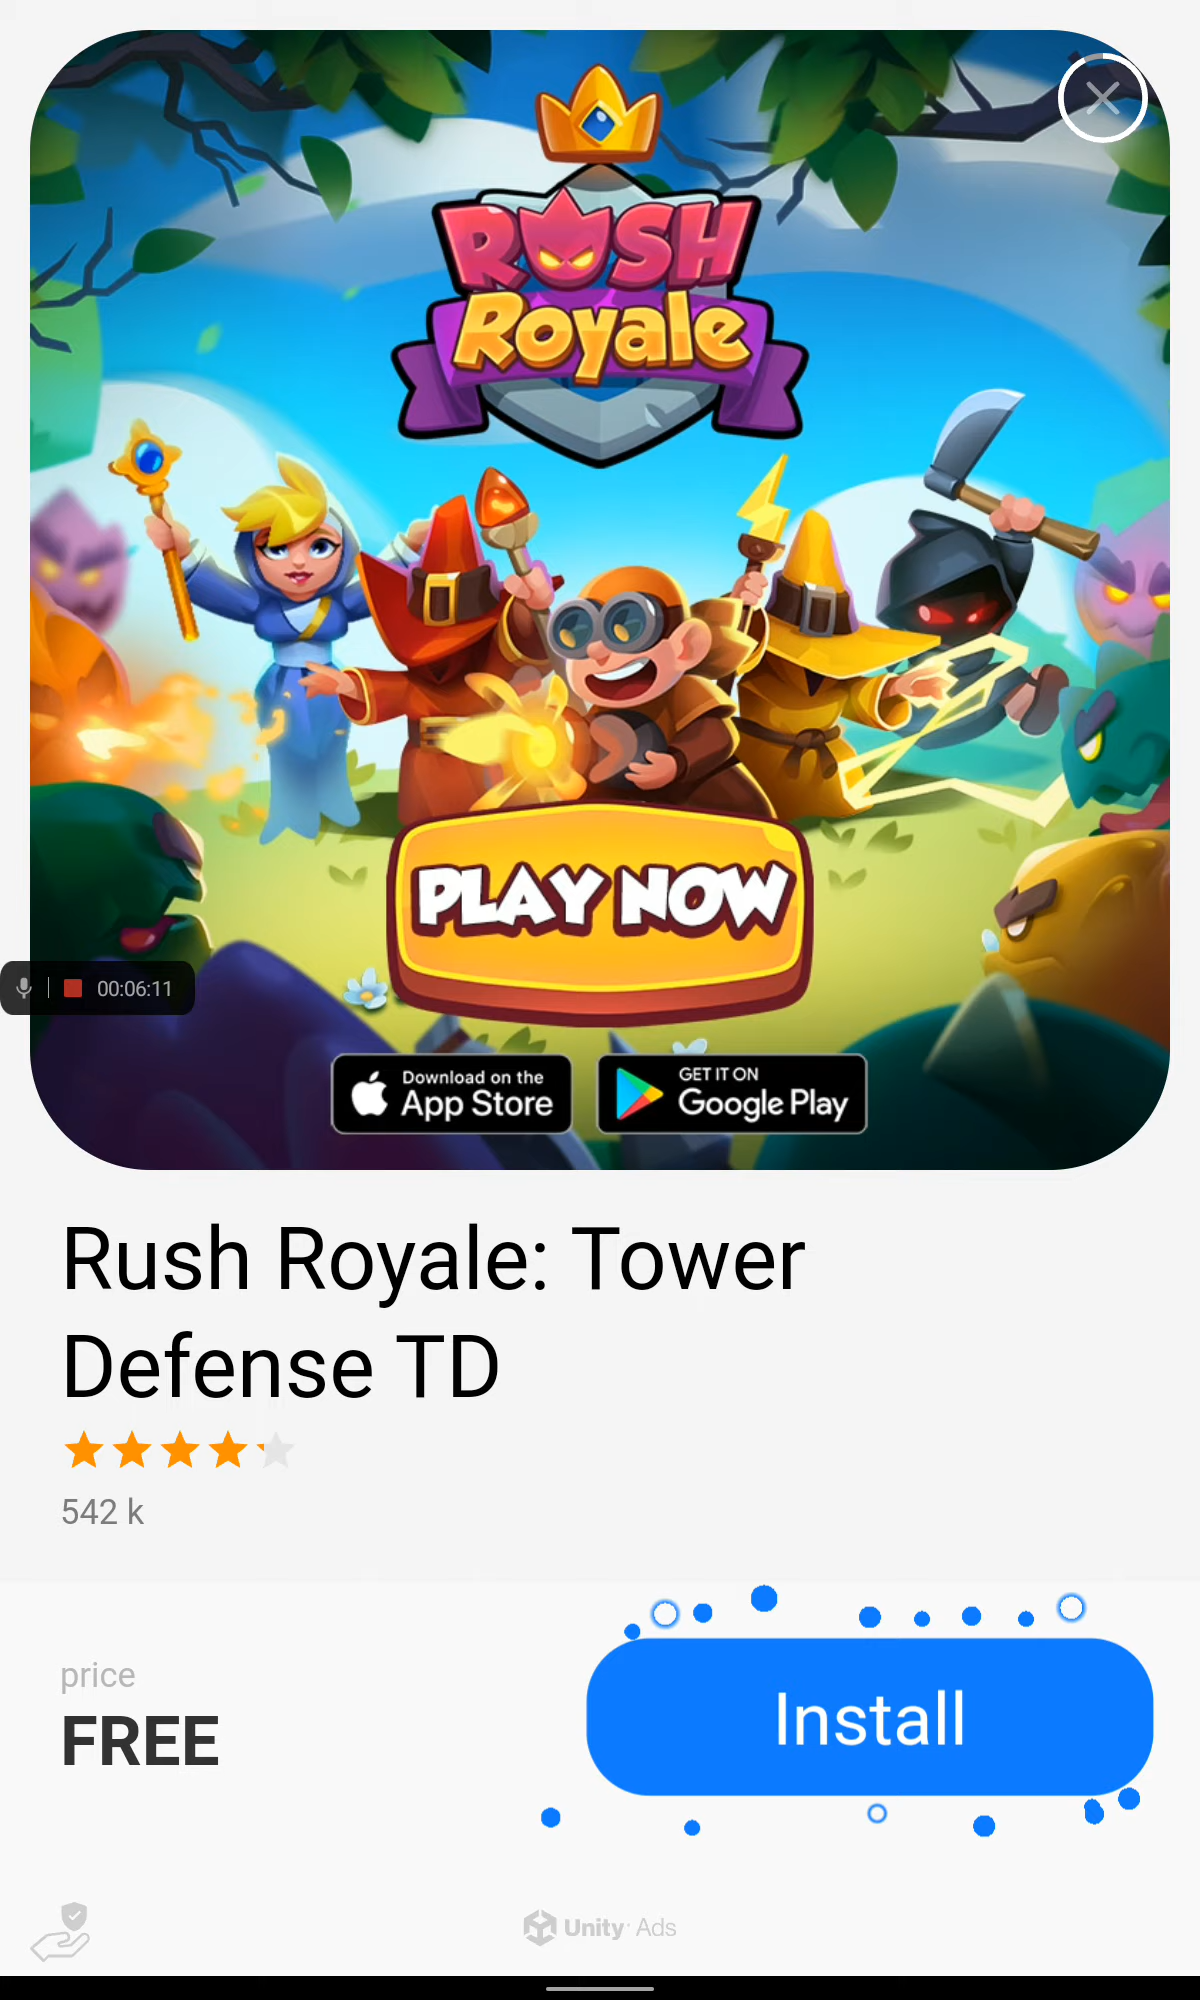 RUSH
Royale
PLAY NOW
00:06:11
Download on the
App Store
GET IT ON
Google Play
Rush Royale: Tower
Defense TD
542 k
price
FREE
Install
Unity Ads